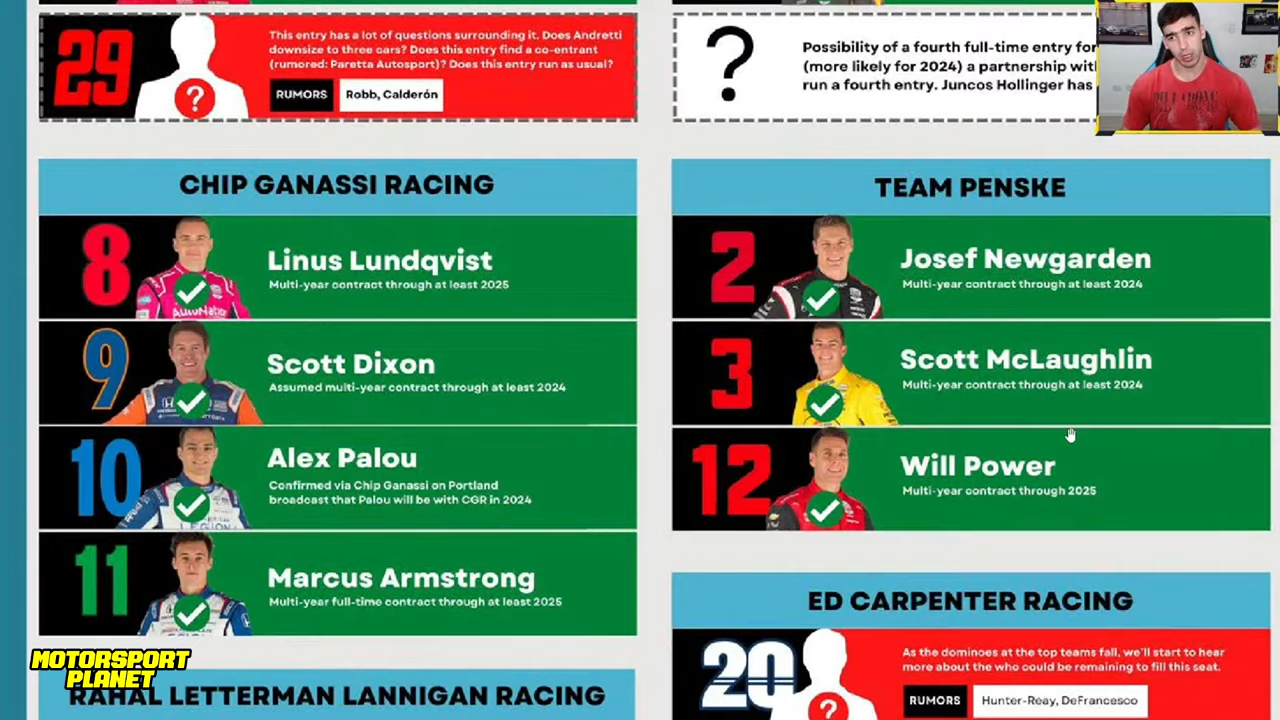 29
This entry has a lot of questions surrounding it. Does Andretti
downsize to three cars? Does this entry find a co-entrant
(rumored: Paretta Autosport)? Does this entry run as usual?
?
RUMORS
Robb, Calderón
?
Possibility of a fourth full-time entry for
(more likely for 2024) a partnership with
run a fourth entry. Juncos Hollinger has
CHIP GANASSI RACING
8
Linus Lundqvist
Multi-year contract through at least 2025
AutoNation
9
Scott Dixon
Assumed multi-year contract through at least 2024
10
Alex Palou
Confirmed via Chip Ganassi on Portland
broadcast that Palou will be with CGR in 2024
11
Marcus Armstrong
Multi-year full-time contract through at least 2025
TEAM PENSKE
2
Josef Newgarden
Multi-year contract through at least 2024
3
Scott McLaughlin
Multi-year contract through at least 2024
12
Will Power
Multi-year contract through 2025
ED CARPENTER RACING
20
As the dominoes at the top teams fall, we'll start to hear
more about the who could be remaining to fill this seat.
?
RUMORS
Hunter-Reay, DeFrancesco
MOTORSPORT
PLANET
RAHAL LETTERMAN LANNIGAN RACING